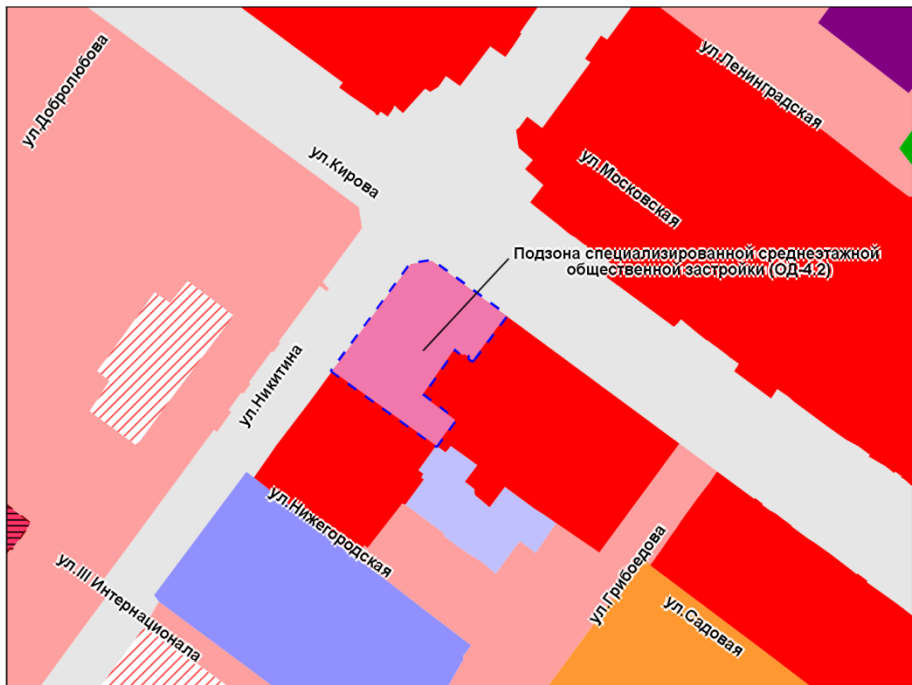 ул.Добролюбова
ул.Ленинградская
ул.Кирова
ул.Московская
Подзона специализированной среднеэтажной
общественной застройки (ОД-4.2)
ул.Никитина
ул.Нижегородская
ул.III Интернационала
ул.Грибоедова
ул.Садовая